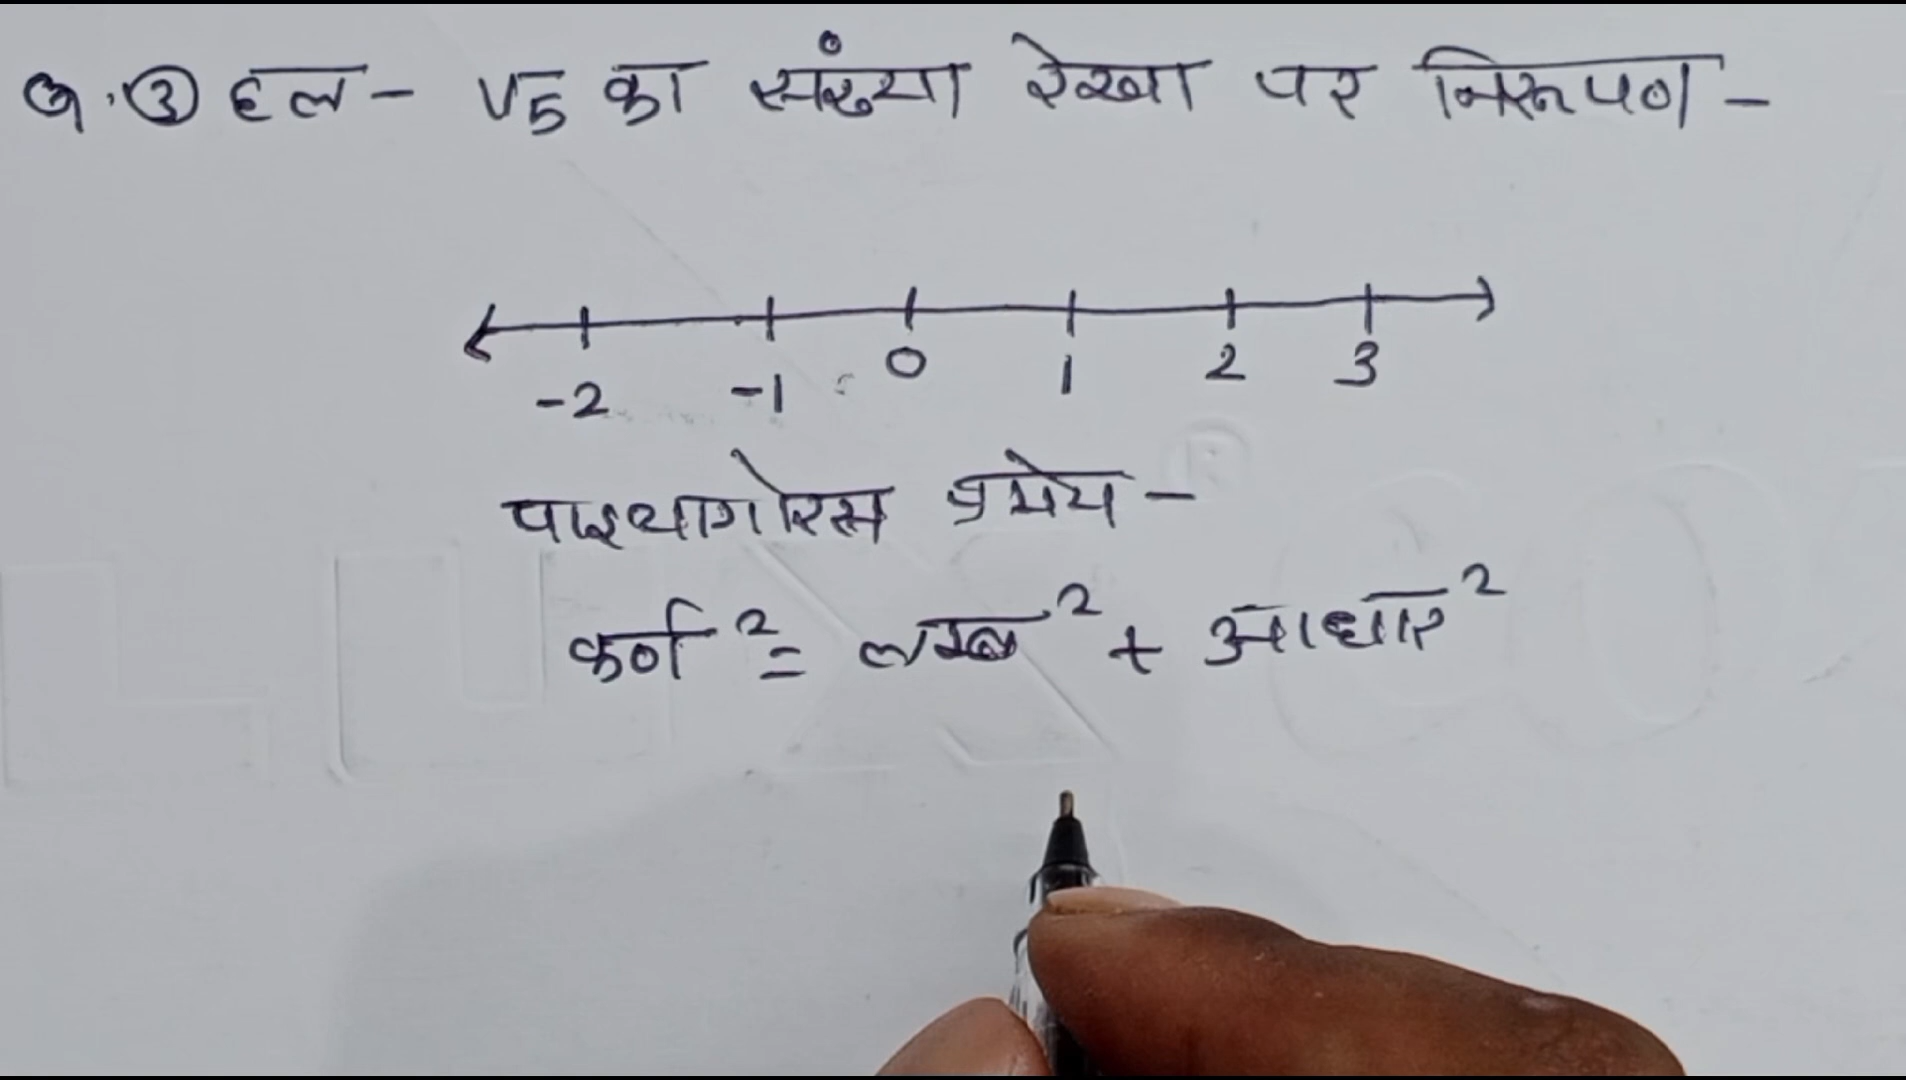 Q.③ हल - √5 का संख्या रेखा पर निरूपण -
-2 -1 0 1 2 3
पाइथागोरस प्रमेय -
कर्ण² = लम्ब² + आधार²